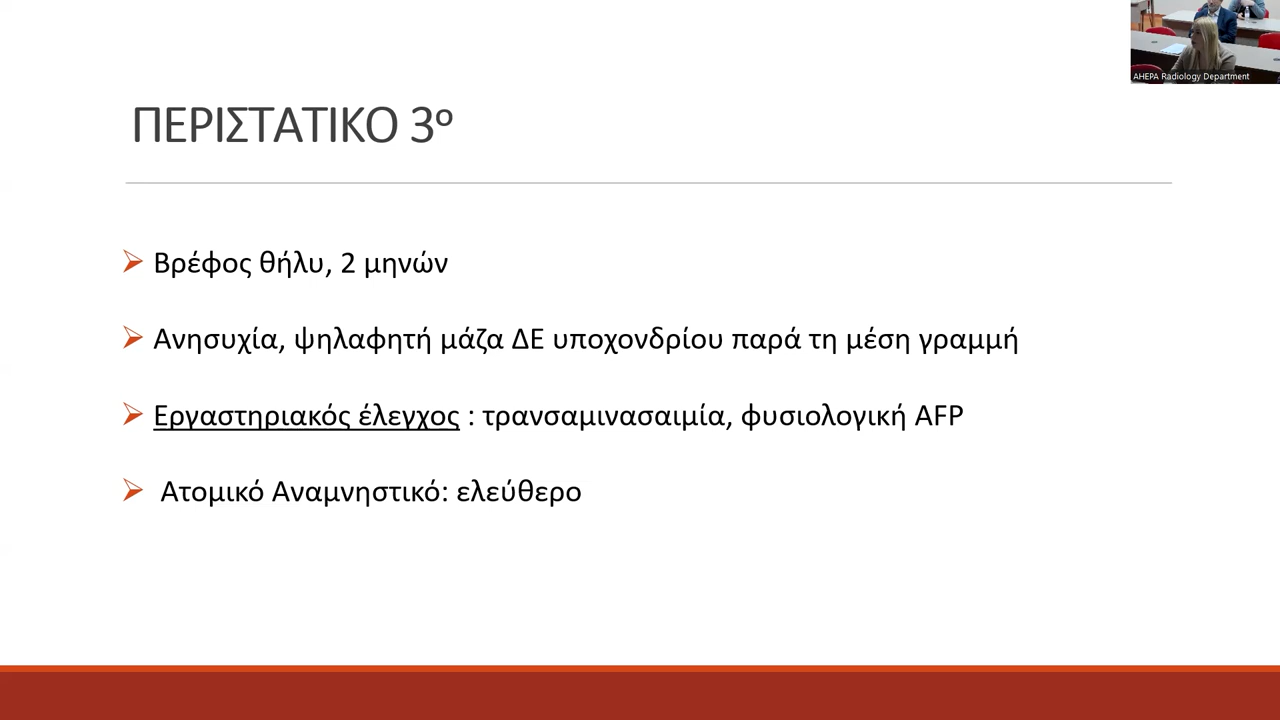 AHEPA Radiology Department
ΠΕΡΙΣΤΑΤΙΚΟ 3º
Βρέφος θήλυ, 2 μηνών
Ανησυχία, ψηλαφητή μάζα ΔΕ υποχονδρίου παρά τη μέση γραμμή
Εργαστηριακός έλεγχος : τρανσαμινασαιμία, φυσιολογική AFP
Ατομικό Αναμνηστικό: ελεύθερο